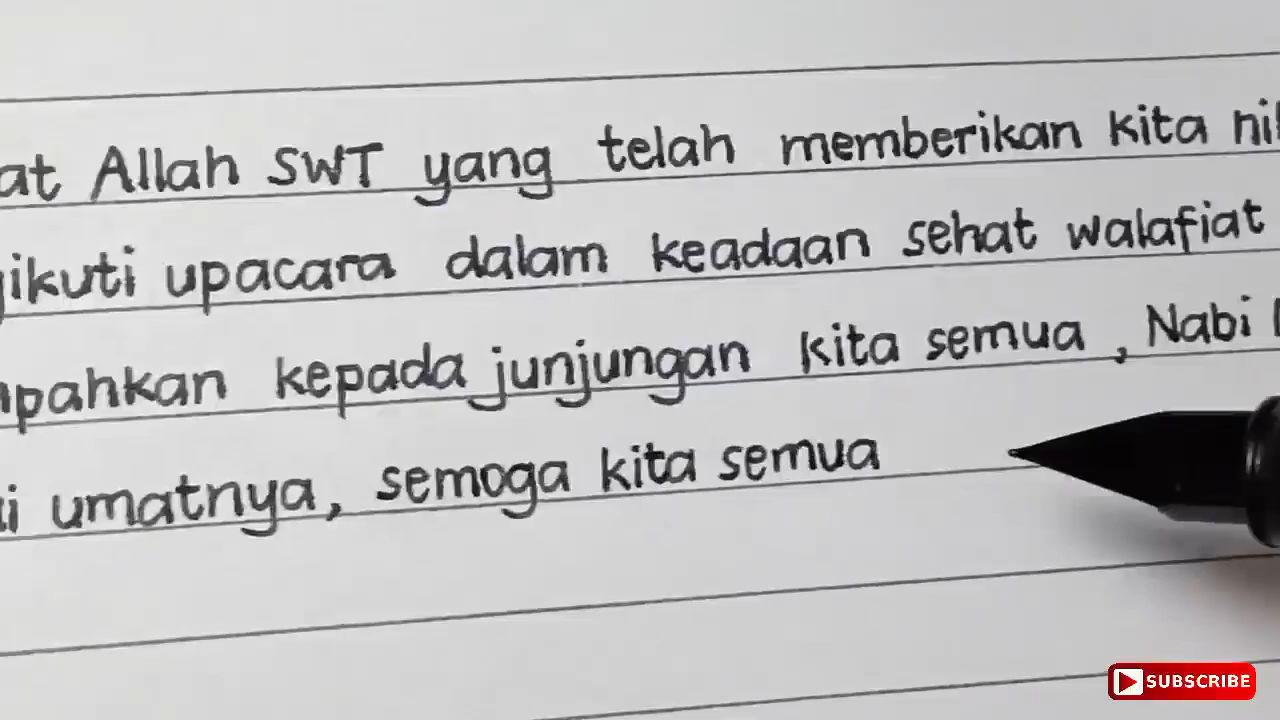 at Allah SWT yang telah memberikan kita
ikuti upacara dalam keadaan sehat walafiat
pahkan kepada junjungan kita semua, Nabi
i umatnya, semoga kita semua
SUBSCRIBE